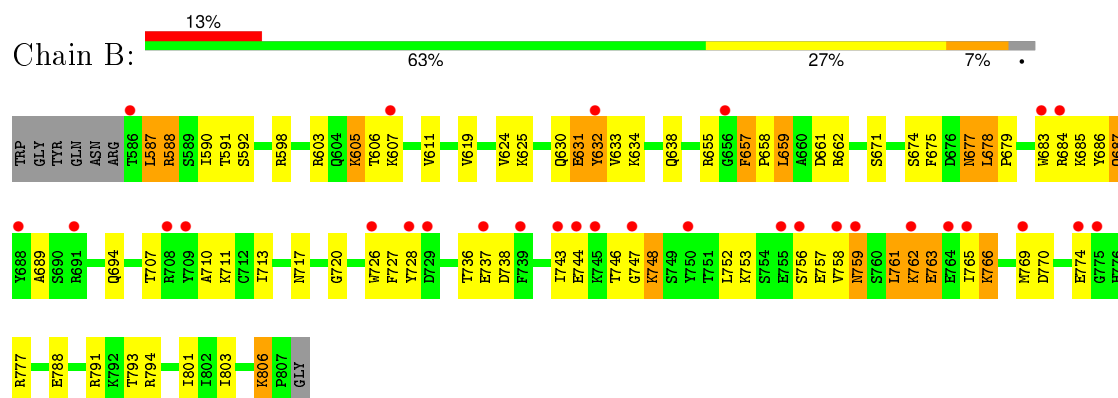 13%
Chain B:
63% 27% 7% •
TRP GLY TYR GLN ASN ARG T586 L587 R588 S589 I590 T591 S592 R598 R603 Q604 K605 T606 K607 V611 V619 V624 K625 Q630 E631 Y632 V633 K634 Q638 R655 G656 F657 P658 L659 A660 D661 R662 S671 S674 F675 D676 N677 L678 P679 W683 R684 K685 Y686 Q687
Y688 A689 S690 R691 Q694 T707 R708 Y709 A710 K711 C712 I713 N717 G720 W726 F727 Y728 D729 T736 E737 D738 F739 I743 E744 K745 T746 G747 K748 S749 Y750 T751 L752 K753 S754 E755 S756 E757 V758 N759 S760 L761 K762 E763 E764 I765 K766 M769 D770 E774 G775 H776
R777 E788 R791 K792 T793 R794 I801 I802 I803 K806 P807 GLY